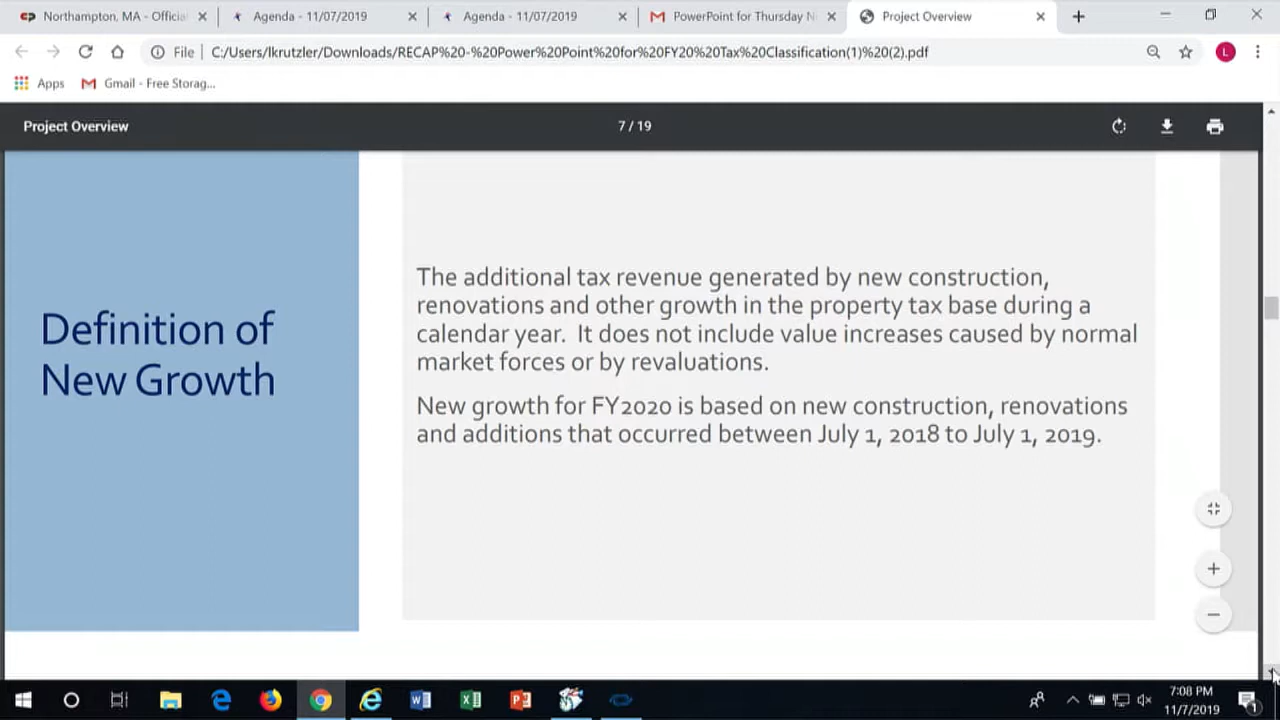 Northampton, MA - Officia
Agenda - 11/07/2019
Agenda - 11/07/2019
PowerPoint for Thursday N
Project Overview
File
C:/Users/lkrutzler/Downloads/RECAP%20-%20Power%20Point%20for%20FY20%20Tax%20Classification(1)%20(2).pdf
L
Apps
Gmail - Free Storag...
Project Overview
7 / 19
Definition of
New Growth
The additional tax revenue generated by new construction,
renovations and other growth in the property tax base during a
calendar year. It does not include value increases caused by normal
market forces or by revaluations.
New growth for FY2020 is based on new construction, renovations
and additions that occurred between July 1, 2018 to July 1, 2019.
7:08 PM
11/7/2019
1